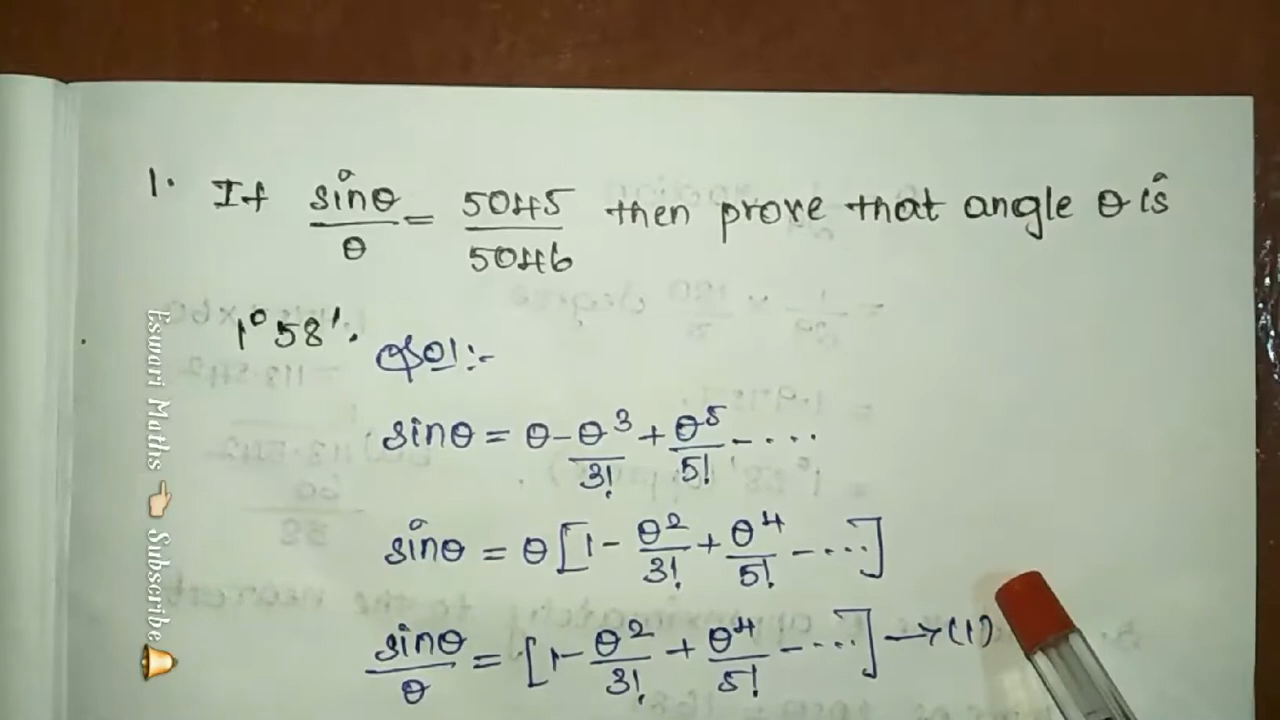 1. If sinθ/θ = 5045/5046 then prove that angle θ is
1° 58'. Sol:-
sinθ = θ - θ³/3! + θ⁵/5! - ....
sinθ = θ[1 - θ²/3! + θ⁴/5! - ....]
sinθ/θ = [1 - θ²/3! + θ⁴/5! - ....] → (1)
Eswari Maths 👈🏻 Subscribe 🔔